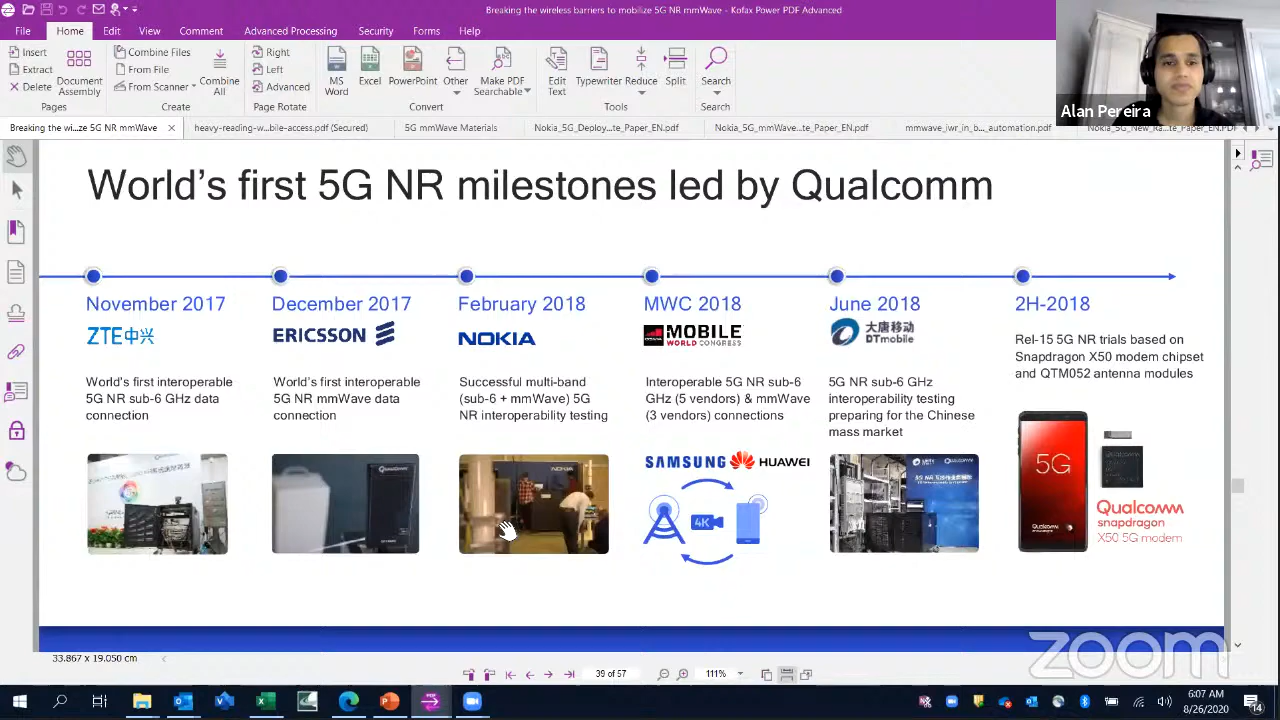 Breaking the wireless barriers to mobilize 5G NR mmWave - Kofax Power PDF Advanced
File Home Edit View Comment Advanced Processing Security Forms Help
Insert
Extract
Delete
Pages
Document Assembly
Combine Files
From File
From Scanner
Combine All
Create
Right
Left
Advanced
Page Rotate
MS Word
Excel
PowerPoint
Other
Make PDF Searchable
Convert
Edit Text
Typewriter
Reduce
Split
Tools
Search
Search
Alan Pereira
Breaking the wi...ze 5G NR mmWave
heavy-reading-w...bile-access.pdf (Secured)
5G mmWave Materials
Nokia_5G_Deploy...te_Paper_EN.pdf
Nokia_5G_mmWave...te_Paper_EN.pdf
mmwave_iwr_in_b..._automation.pdf
Nokia_5G_New_Ra...te_Paper_EN.PDF
World's first 5G NR milestones led by Qualcomm
November 2017
ZTE中兴
World's first interoperable
5G NR sub-6 GHz data
connection
December 2017
ERICSSON
World's first interoperable
5G NR mmWave data
connection
February 2018
NOKIA
Successful multi-band
(sub-6 + mmWave) 5G
NR interoperability testing
NOKIA
MWC 2018
MOBILE
WORLD CONGRESS
Interoperable 5G NR sub-6
GHz (5 vendors) & mmWave
(3 vendors) connections
SAMSUNG HUAWEI
4K
June 2018
大唐移动
DTmobile
5G NR sub-6 GHz
interoperability testing
preparing for the Chinese
mass market
2H-2018
Rel-15 5G NR trials based on
Snapdragon X50 modem chipset
and QTM052 antenna modules
5G
Qualcomm
snapdragon
X50 5G modem
zoom
33.867 x 19.050 cm
39 of 57
111%
6:07 AM
8/26/2020
14